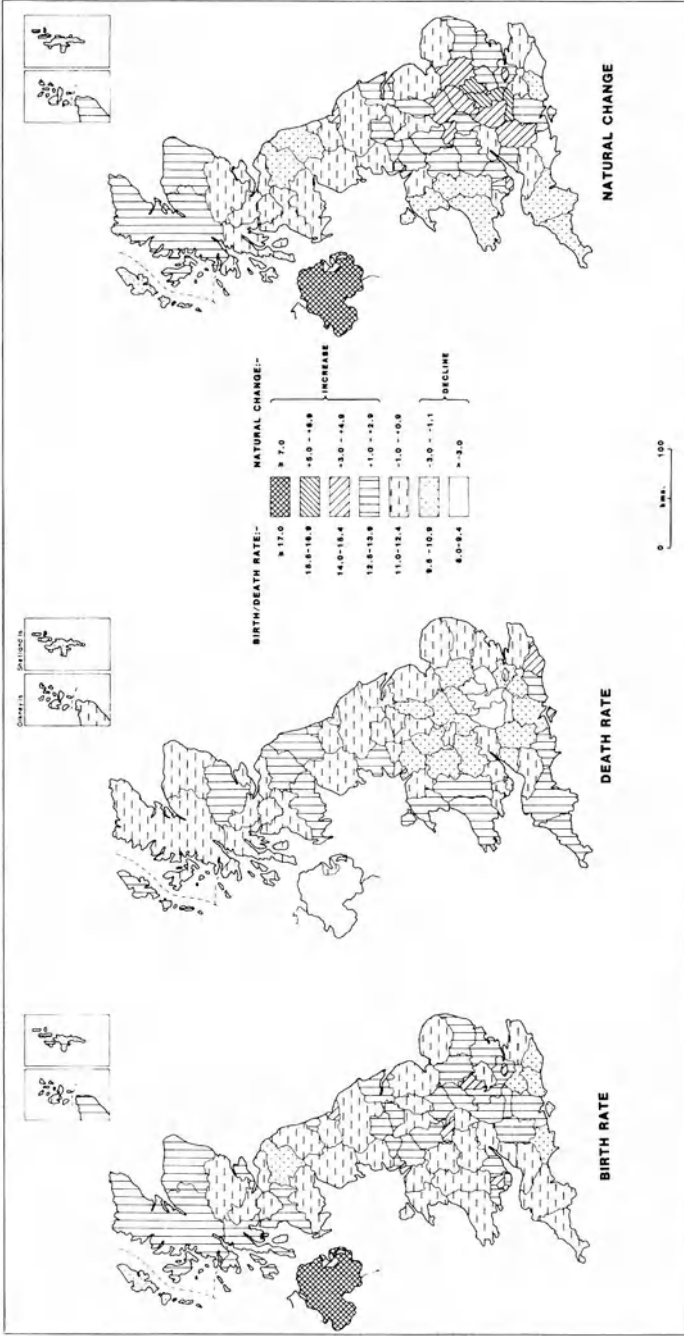 Orkney Is
Shetland Is
BIRTH RATE
DEATH RATE
NATURAL CHANGE
BIRTH/DEATH RATE:-
NATURAL CHANGE:-
≥ 17.0
≥ 7.0
15.5-16.9
+5.0 - +6.9
14.0-15.4
+3.0 - +4.9
12.5-13.9
+1.0 - +2.9
11.0-12.4
-1.0 - +0.9
9.5-10.9
-3.0 - -1.1
8.0-9.4
>-3.0
INCREASE
DECLINE
0 kms. 100